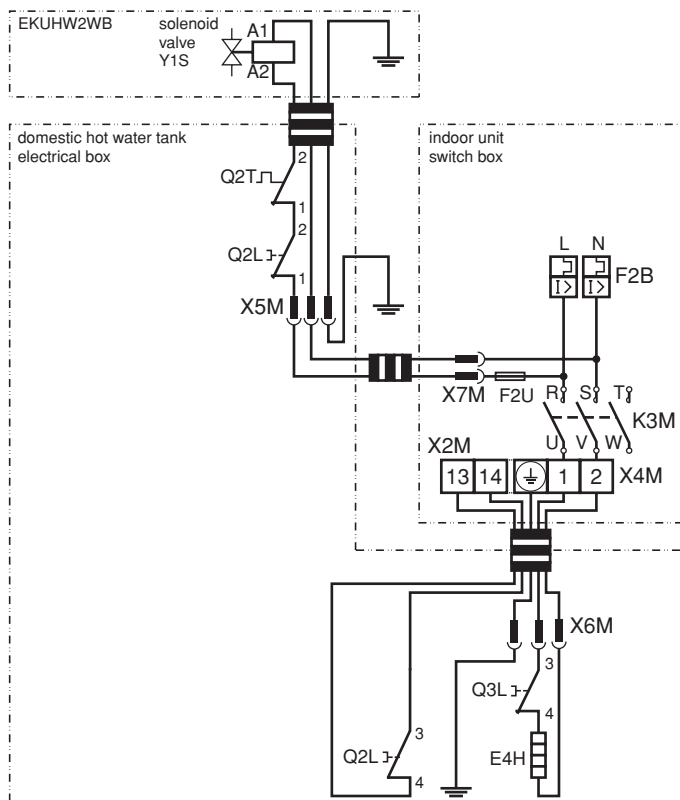 EKUHW2WB
solenoid
valve
Y1S
A1
A2
domestic hot water tank
electrical box
indoor unit
switch box
2
Q2T
1
2
Q2L
1
X5M
L N
F2B
I> I>
X7M
F2U
R S T
K3M
U V W
X2M
13 14 1 2
X4M
X6M
3
Q3L
4
3
Q2L
4
E4H